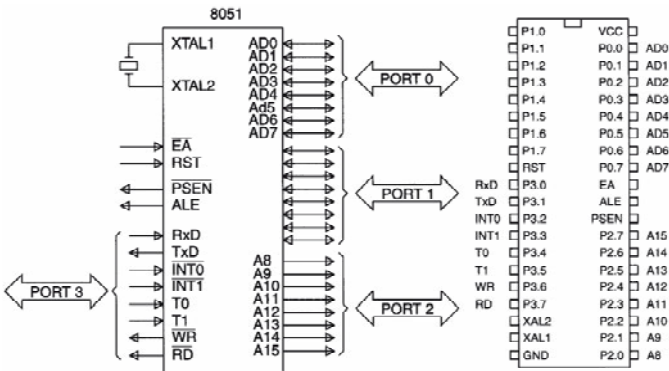 8051
XTAL1
XTAL2
EA
RST
PSEN
ALE
RxD
TxD
INT0
INT1
T0
T1
WR
RD
PORT 3
AD0
AD1
AD2
AD3
AD4
Ad5
AD6
AD7
A8
A9
A10
A11
A12
A13
A14
A15
PORT 0
PORT 1
PORT 2
P1.0 VCC
P1.1 P0.0 AD0
P1.2 P0.1 AD1
P1.3 P0.2 AD2
P1.4 P0.3 AD3
P1.5 P0.4 AD4
P1.6 P0.5 AD5
P1.7 P0.6 AD6
RST P0.7 AD7
RxD P3.0 EA
TxD P3.1 ALE
INT0 P3.2 PSEN
INT1 P3.3 P2.7 A15
T0 P3.4 P2.6 A14
T1 P3.5 P2.5 A13
WR P3.6 P2.4 A12
RD P3.7 P2.3 A11
XAL2 P2.2 A10
XAL1 P2.1 A9
GND P2.0 A8